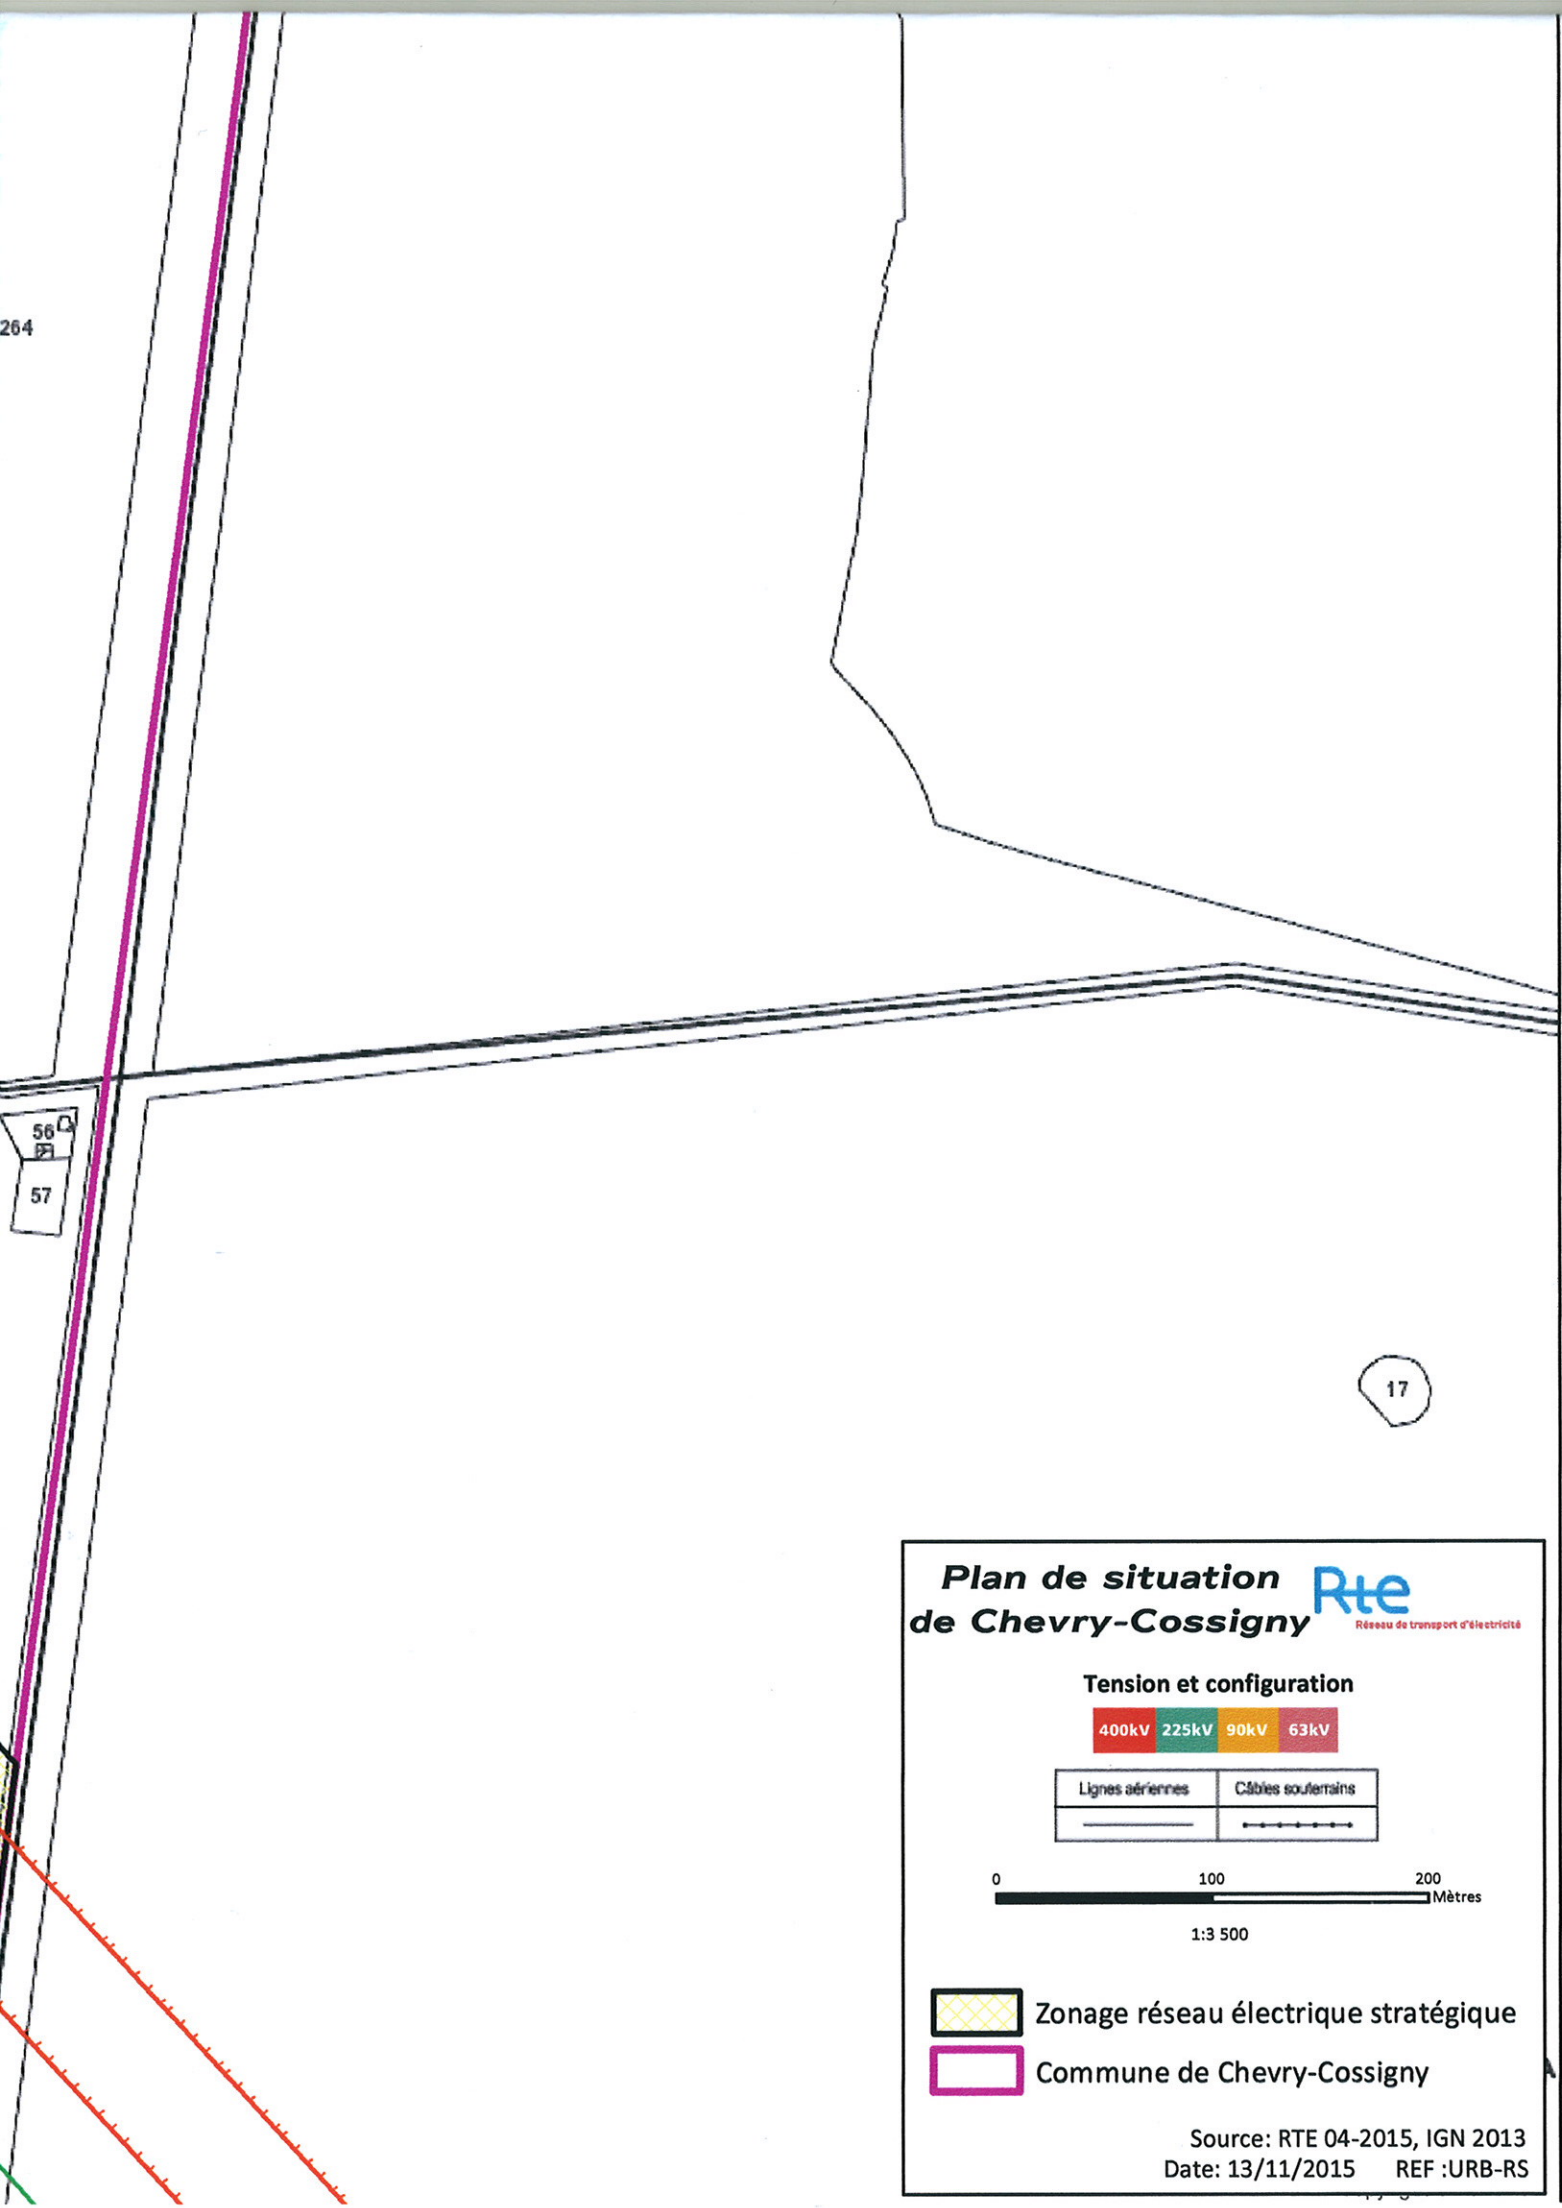 264
56
57
17
Plan de situation
de Chevry-Cossigny
Rte
Réseau de transport d'électricité
Tension et configuration
400kV 225kV 90kV 63kV
Lignes aériennes Câbles souterrains
0 100 200
Mètres
1:3 500
Zonage réseau électrique stratégique
Commune de Chevry-Cossigny
Source: RTE 04-2015, IGN 2013
Date: 13/11/2015 REF :URB-RS